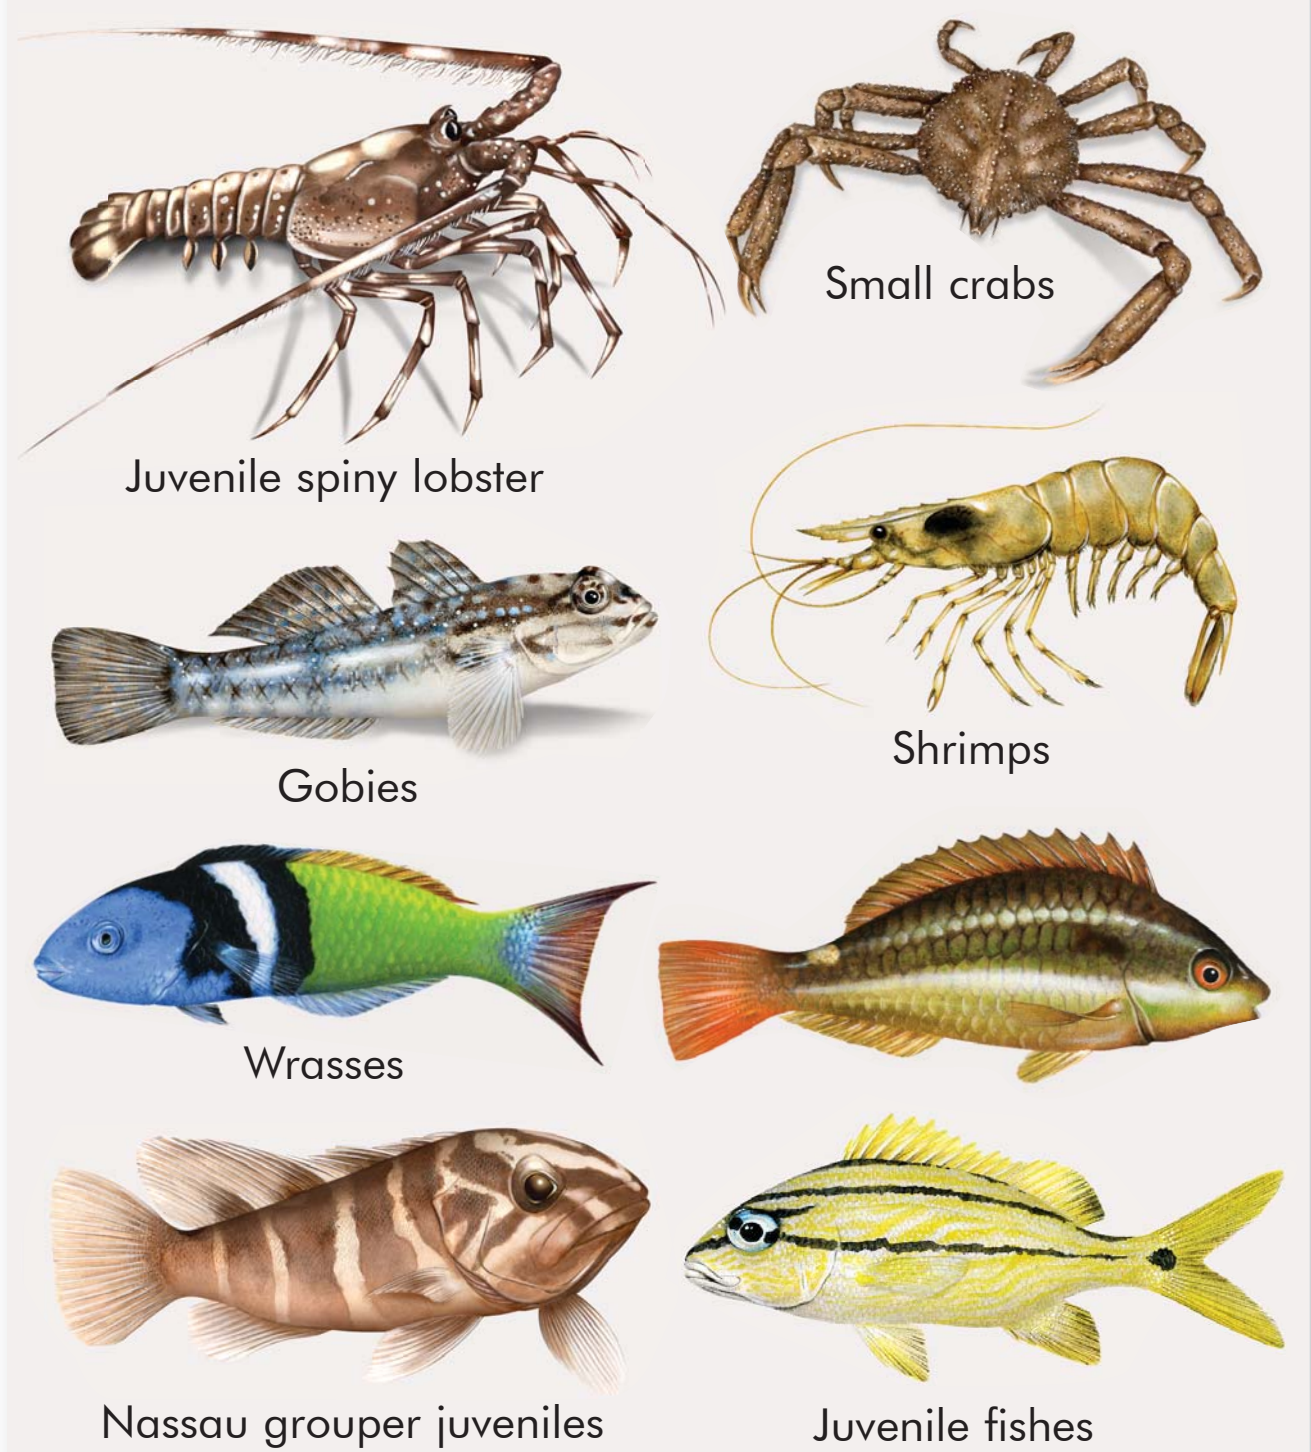 Small crabs
Juvenile spiny lobster
Shrimps
Gobies
Wrasses
Nassau grouper juveniles
Juvenile fishes